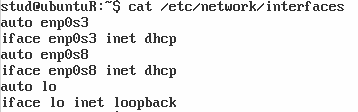 stud@ubuntuR:~$ cat /etc/network/interfaces
auto enp0s3
iface enp0s3 inet dhcp
auto enp0s8
iface enp0s8 inet dhcp
auto lo
iface lo inet loopback